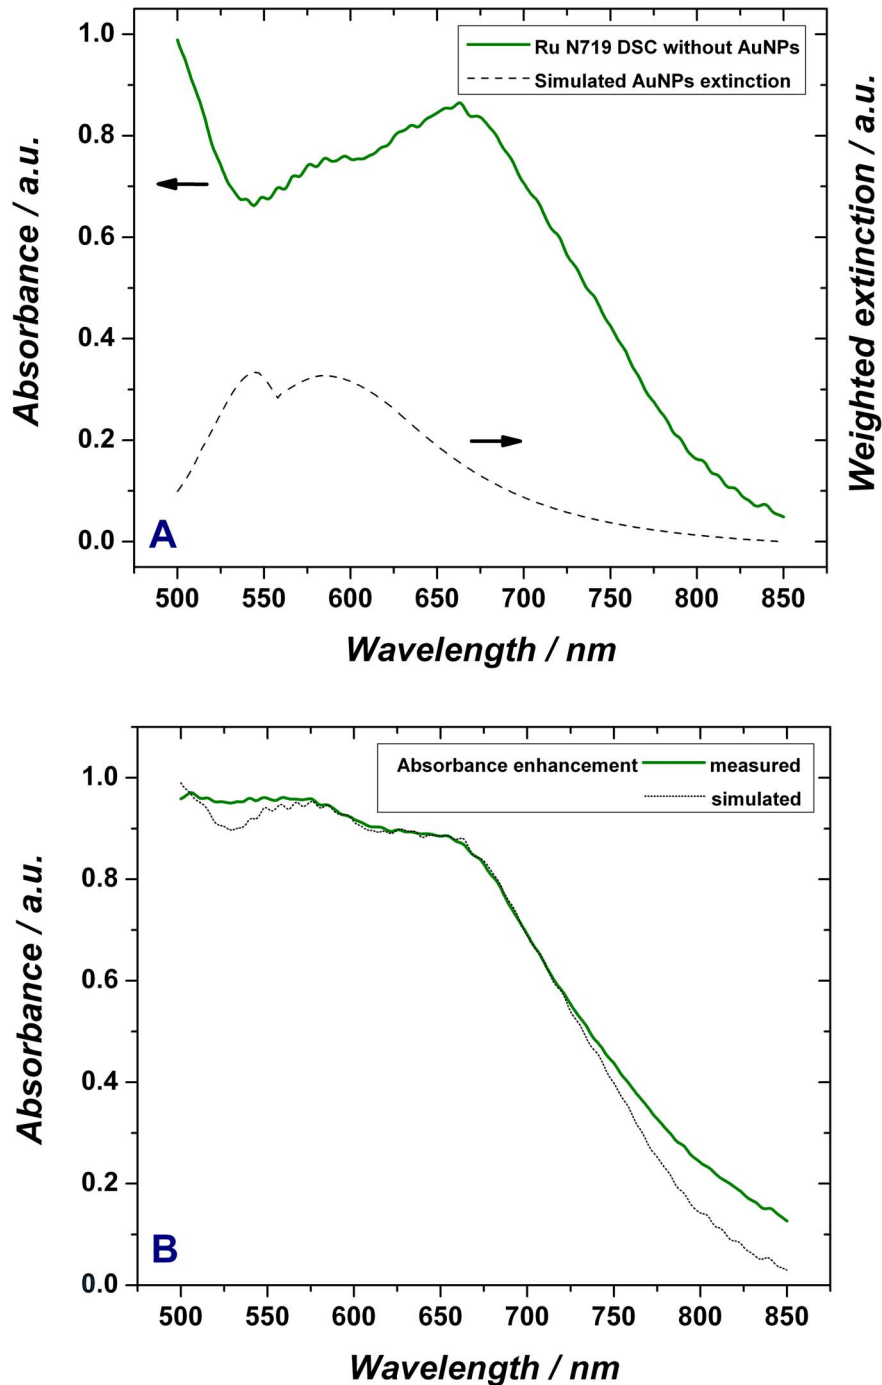 Ru N719 DSC without AuNPs
Simulated AuNPs extinction
Absorbance / a.u.
Weighted extinction / a.u.
1.0
0.8
0.6
0.4
0.2
0.0
A
500 550 600 650 700 750 800 850
Wavelength / nm
Absorbance enhancement measured
simulated
Absorbance / a.u.
1.0
0.8
0.6
0.4
0.2
0.0
B
500 550 600 650 700 750 800 850
Wavelength / nm